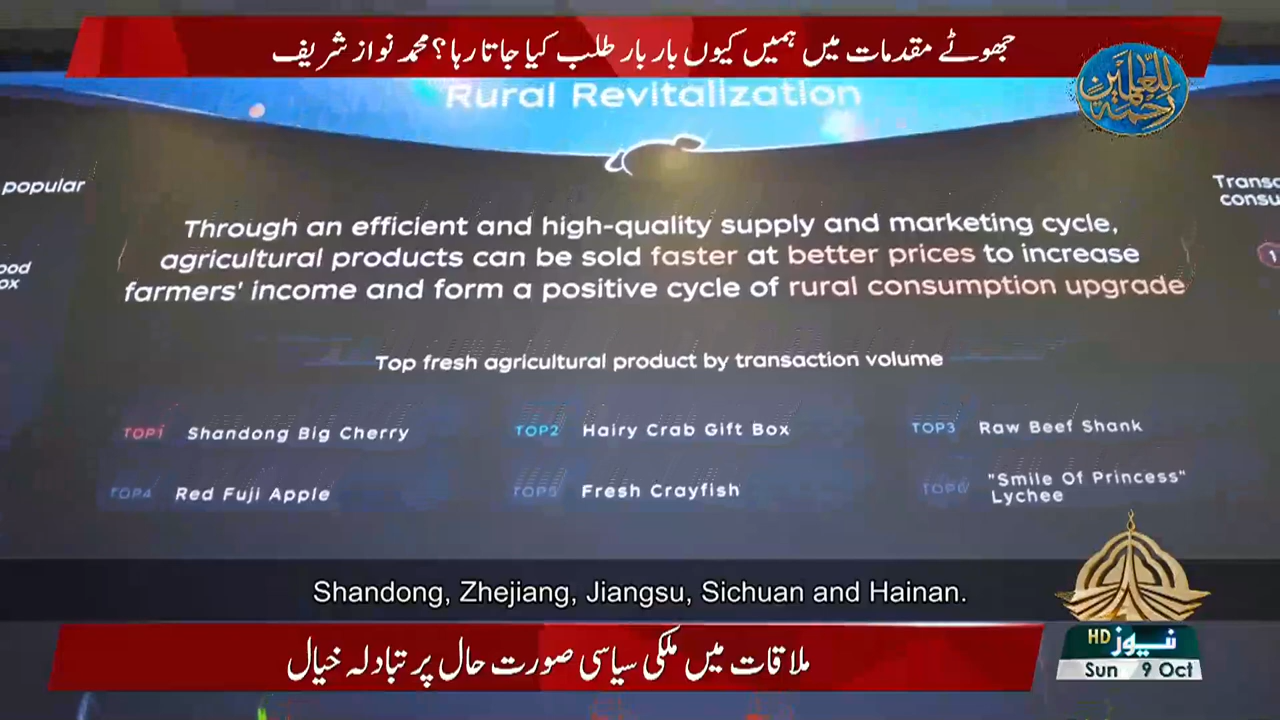 جھوٹے مقدمات میں ہمیں کیوں بار بار طلب کیا جاتا رہا؟ محمد نواز شریف
رحمۃ للعلمین
Rural Revitalization
popular
Through an efficient and high-quality supply and marketing cycle,
agricultural products can be sold faster at better prices to increase
farmers' income and form a positive cycle of rural consumption upgrade
Top fresh agricultural product by transaction volume
TOP1 Shandong Big Cherry
TOP2 Hairy Crab Gift Box
TOP3 Raw Beef Shank
TOP4 Red Fuji Apple
TOP5 Fresh Crayfish
TOP6 "Smile Of Princess"
Lychee
Shandong, Zhejiang, Jiangsu, Sichuan and Hainan.
ملاقات میں ملکی سیاسی صورت حال پر تبادلہ خیال
نیوز HD
Sun 9 Oct